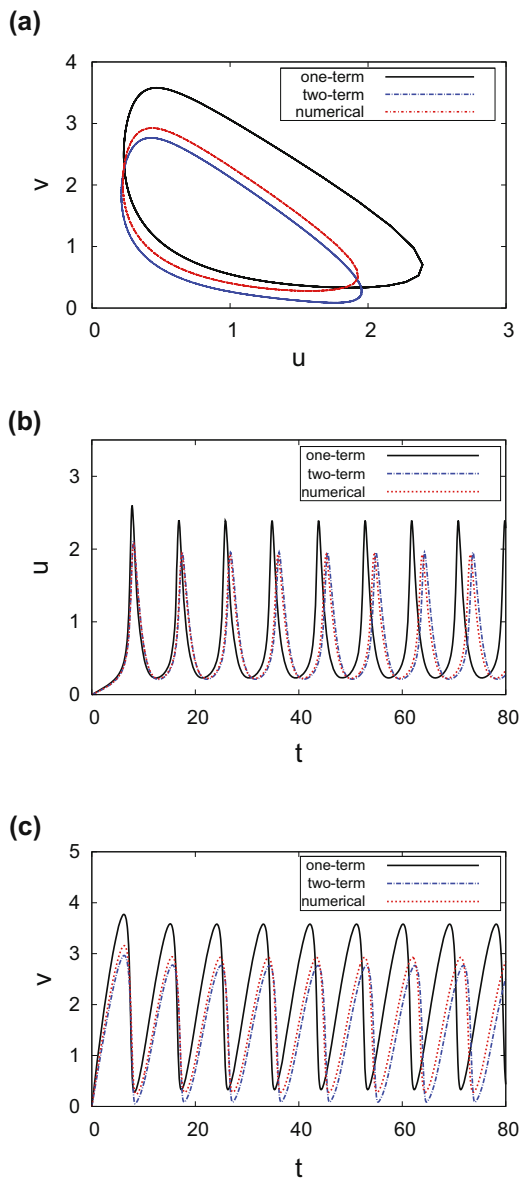 (a)
4
3
2
1
0
v
one-term
two-term
numerical
0 1 2 3
u
(b)
3
2
1
0
u
one-term
two-term
numerical
0 20 40 60 80
t
(c)
5
4
3
2
1
0
v
one-term
two-term
numerical
0 20 40 60 80
t